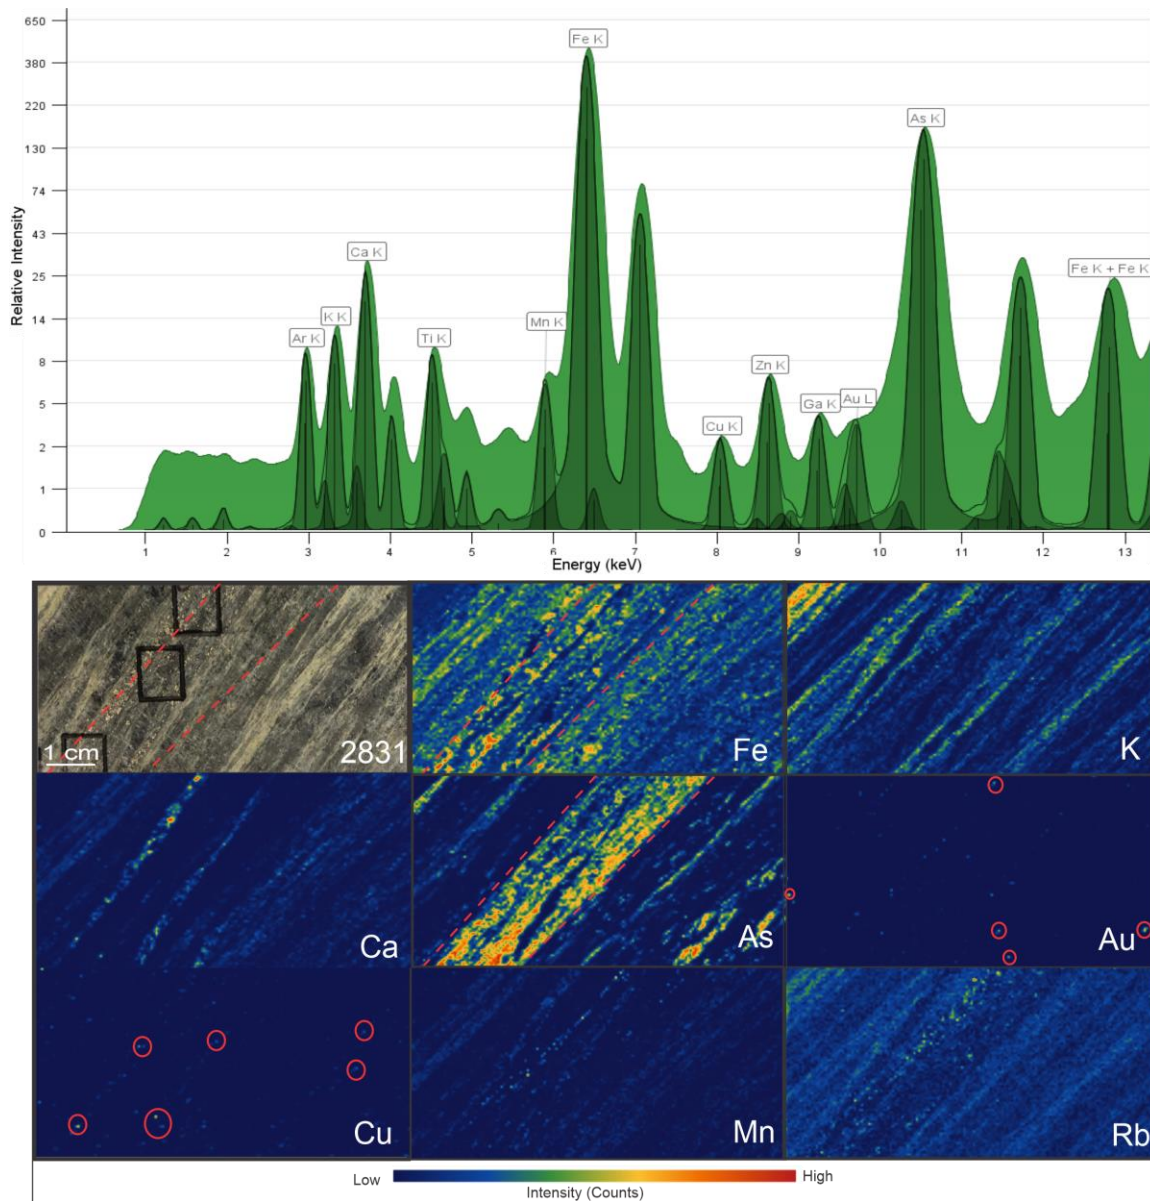 650
380
220
130
74
43
25
14
8
5
2
1
0
Relative Intensity
Fe K
As K
Ca K
K K
Ar K
Ti K
Mn K
Cu K
Zn K
Ga K
Au L
Fe K + Fe K
1 2 3 4 5 6 7 8 9 10 11 12 13
Energy (keV)
1 cm
2831
Fe
K
Ca
As
Au
Cu
Mn
Rb
Low
High
Intensity (Counts)